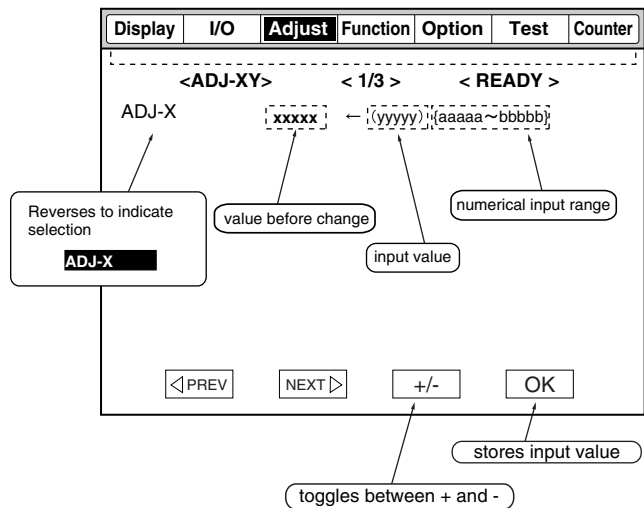 Display I/O Adjust Function Option Test Counter
<ADJ-XY> < 1/3 > < READY >
ADJ-X xxxxx ← (yyyyy) {aaaaa～bbbbb}
Reverses to indicate
selection
ADJ-X
value before change
numerical input range
input value
PREV NEXT +/- OK
stores input value
toggles between + and -